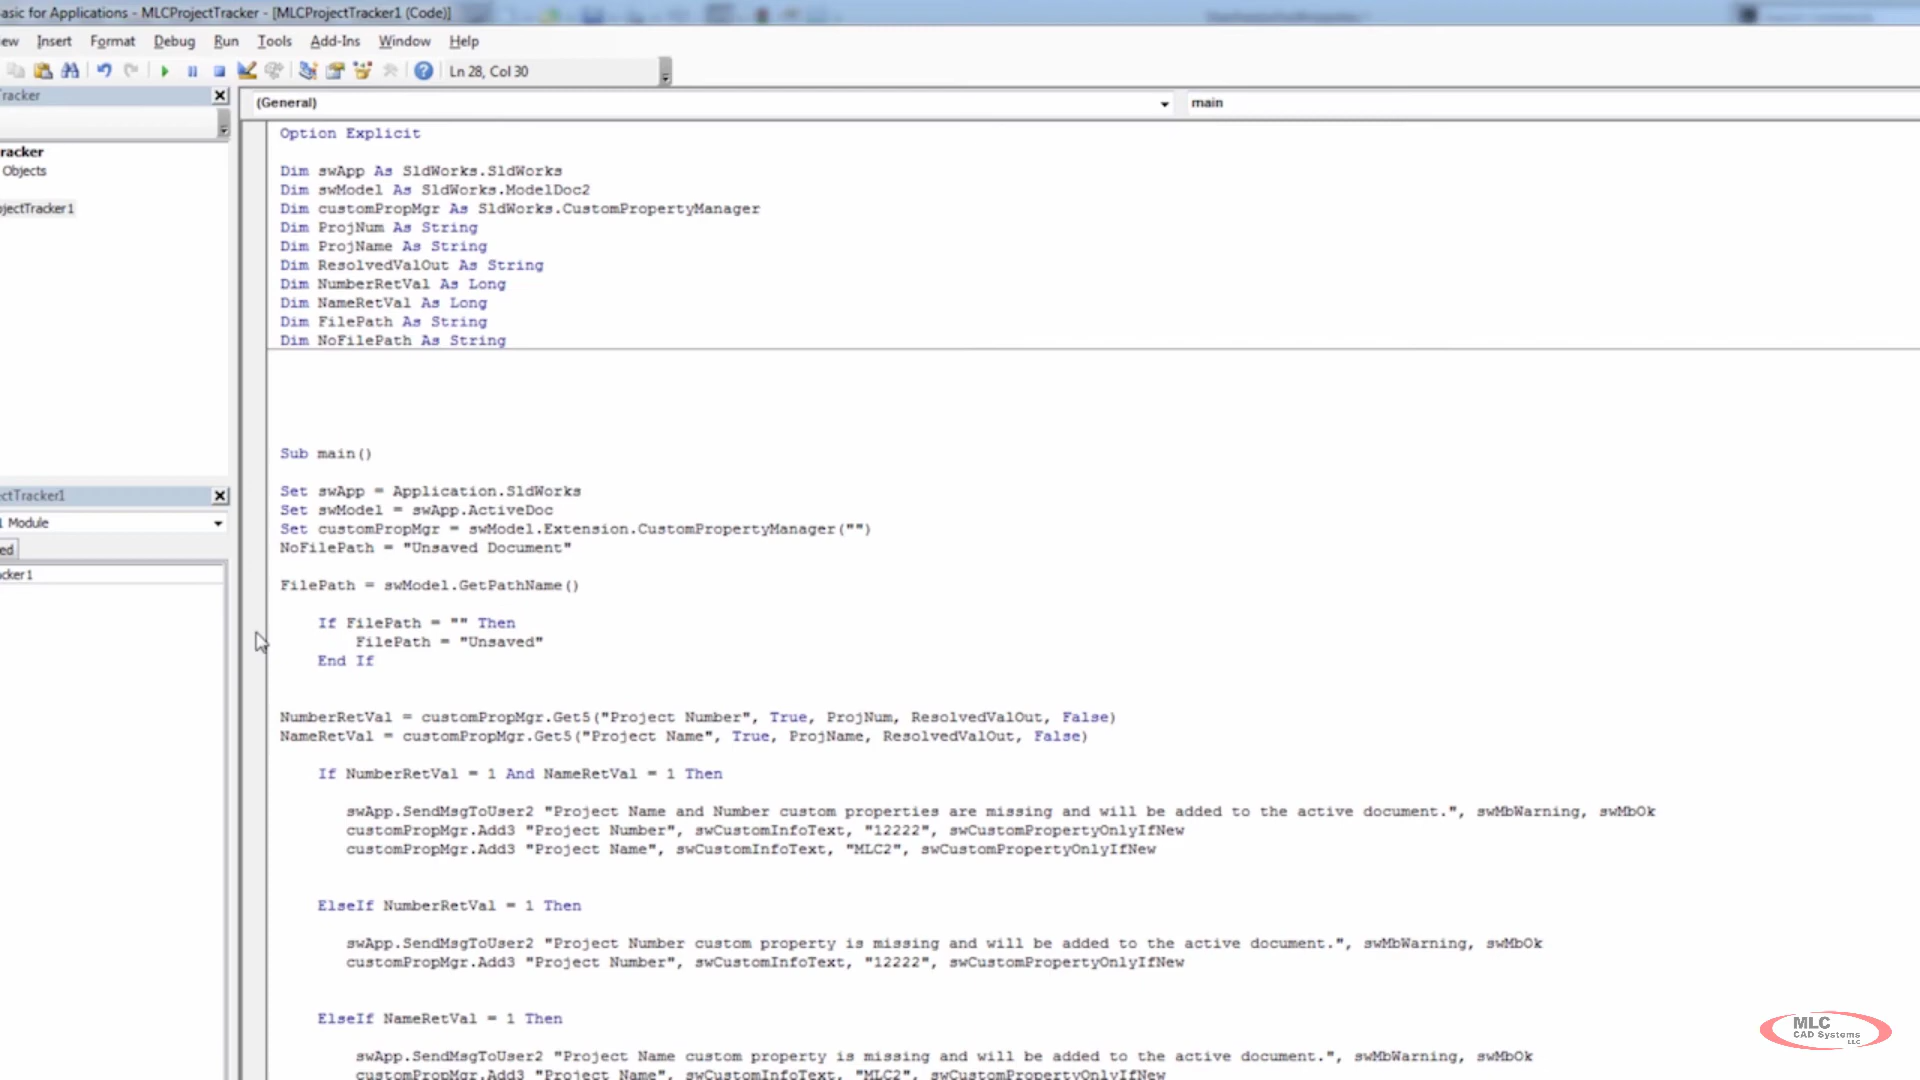 asic for Applications - MLCProjectTracker - [MLCProjectTracker1 (Code)]
ew Insert Format Debug Run Tools Add-Ins Window Help
Ln 28, Col 30
racker
(General) main
racker
Objects
jectTracker1
ctTracker1
Module
ed
cker1
Option Explicit
Dim swApp As SldWorks.SldWorks
Dim swModel As SldWorks.ModelDoc2
Dim customPropMgr As SldWorks.CustomPropertyManager
Dim ProjNum As String
Dim ProjName As String
Dim ResolvedValOut As String
Dim NumberRetVal As Long
Dim NameRetVal As Long
Dim FilePath As String
Dim NoFilePath As String
Sub main()
Set swApp = Application.SldWorks
Set swModel = swApp.ActiveDoc
Set customPropMgr = swModel.Extension.CustomPropertyManager("")
NoFilePath = "Unsaved Document"
FilePath = swModel.GetPathName()
If FilePath = "" Then
FilePath = "Unsaved"
End If
NumberRetVal = customPropMgr.Get5("Project Number", True, ProjNum, ResolvedValOut, False)
NameRetVal = customPropMgr.Get5("Project Name", True, ProjName, ResolvedValOut, False)
If NumberRetVal = 1 And NameRetVal = 1 Then
swApp.SendMsgToUser2 "Project Name and Number custom properties are missing and will be added to the active document.", swMbWarning, swMbOk
customPropMgr.Add3 "Project Number", swCustomInfoText, "12222", swCustomPropertyOnlyIfNew
customPropMgr.Add3 "Project Name", swCustomInfoText, "MLC2", swCustomPropertyOnlyIfNew
ElseIf NumberRetVal = 1 Then
swApp.SendMsgToUser2 "Project Number custom property is missing and will be added to the active document.", swMbWarning, swMbOk
customPropMgr.Add3 "Project Number", swCustomInfoText, "12222", swCustomPropertyOnlyIfNew
ElseIf NameRetVal = 1 Then
swApp.SendMsgToUser2 "Project Name custom property is missing and will be added to the active document.", swMbWarning, swMbOk
customPropMgr.Add3 "Project Name", swCustomInfoText, "MLC2", swCustomPropertyOnlyIfNew
MLC
CAD Systems
LLC